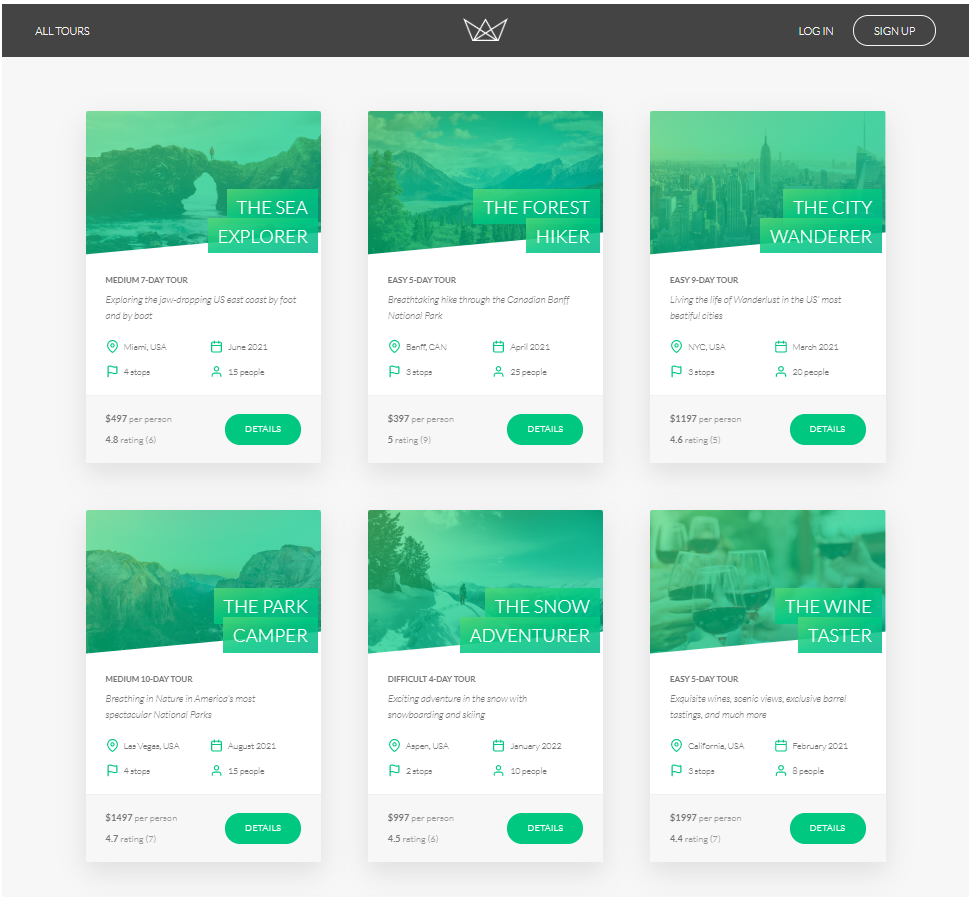 ALL TOURS
LOG IN
SIGN UP
THE SEA
EXPLORER
MEDIUM 7-DAY TOUR
Exploring the jaw-dropping US east coast by foot
and by boat
Miami, USA
June 2021
4 stops
15 people
$497 per person
4.8 rating (6)
DETAILS
THE FOREST
HIKER
EASY 5-DAY TOUR
Breathtaking hike through the Canadian Banff
National Park
Banff, CAN
April 2021
3 stops
25 people
$397 per person
5 rating (9)
DETAILS
THE CITY
WANDERER
EASY 9-DAY TOUR
Living the life of Wanderlust in the US' most
beatiful cities
NYC, USA
March 2021
3 stops
20 people
$1197 per person
4.6 rating (5)
DETAILS
THE PARK
CAMPER
MEDIUM 10-DAY TOUR
Breathing in Nature in America's most
spectacular National Parks
Las Vegas, USA
August 2021
4 stops
15 people
$1497 per person
4.7 rating (7)
DETAILS
THE SNOW
ADVENTURER
DIFFICULT 4-DAY TOUR
Exciting adventure in the snow with
snowboarding and skiing
Aspen, USA
January 2022
2 stops
10 people
$997 per person
4.5 rating (6)
DETAILS
THE WINE
TASTER
EASY 5-DAY TOUR
Exquisite wines, scenic views, exclusive barrel
tastings, and much more
California, USA
February 2021
3 stops
8 people
$1997 per person
4.4 rating (7)
DETAILS